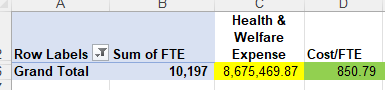 A B C D
Health &
Welfare
Row Labels Sum of FTE Expense Cost/FTE
Grand Total 10,197 8,675,469.87 850.79